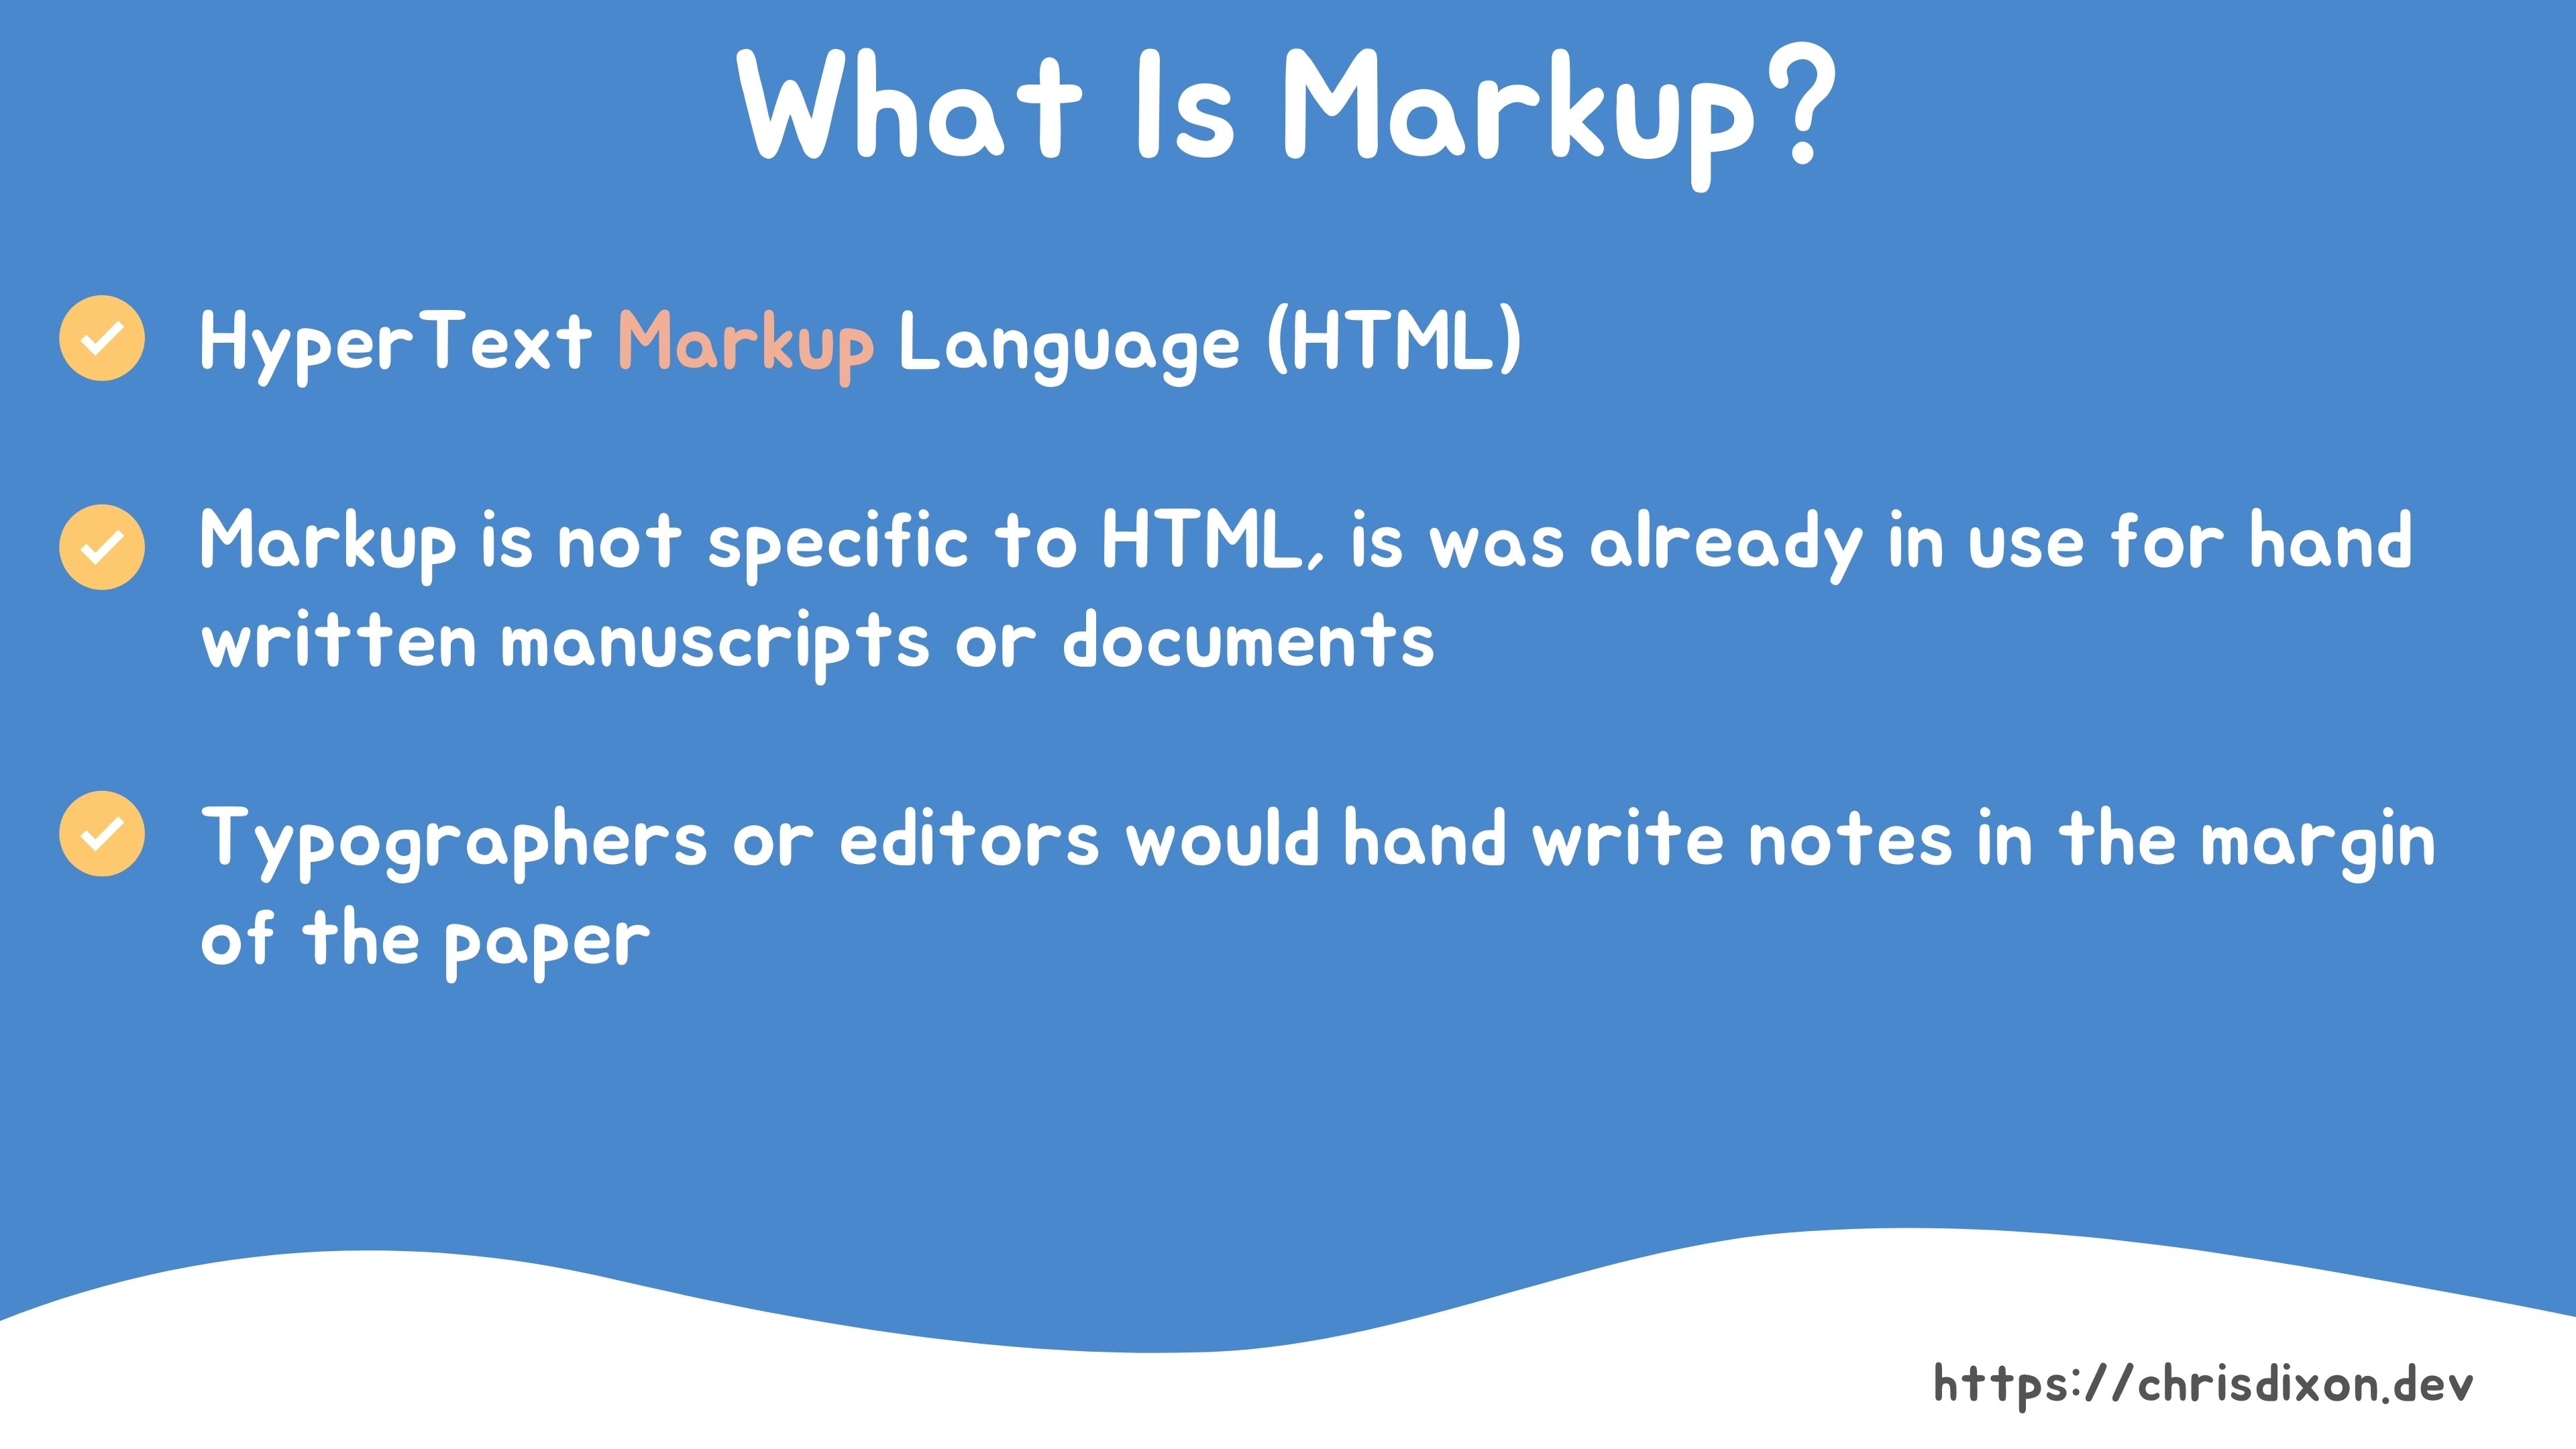 What Is Markup?
HyperText Markup Language (HTML)
Markup is not specific to HTML, is was already in use for hand
written manuscripts or documents
Typographers or editors would hand write notes in the margin
of the paper
https://chrisdixon.dev